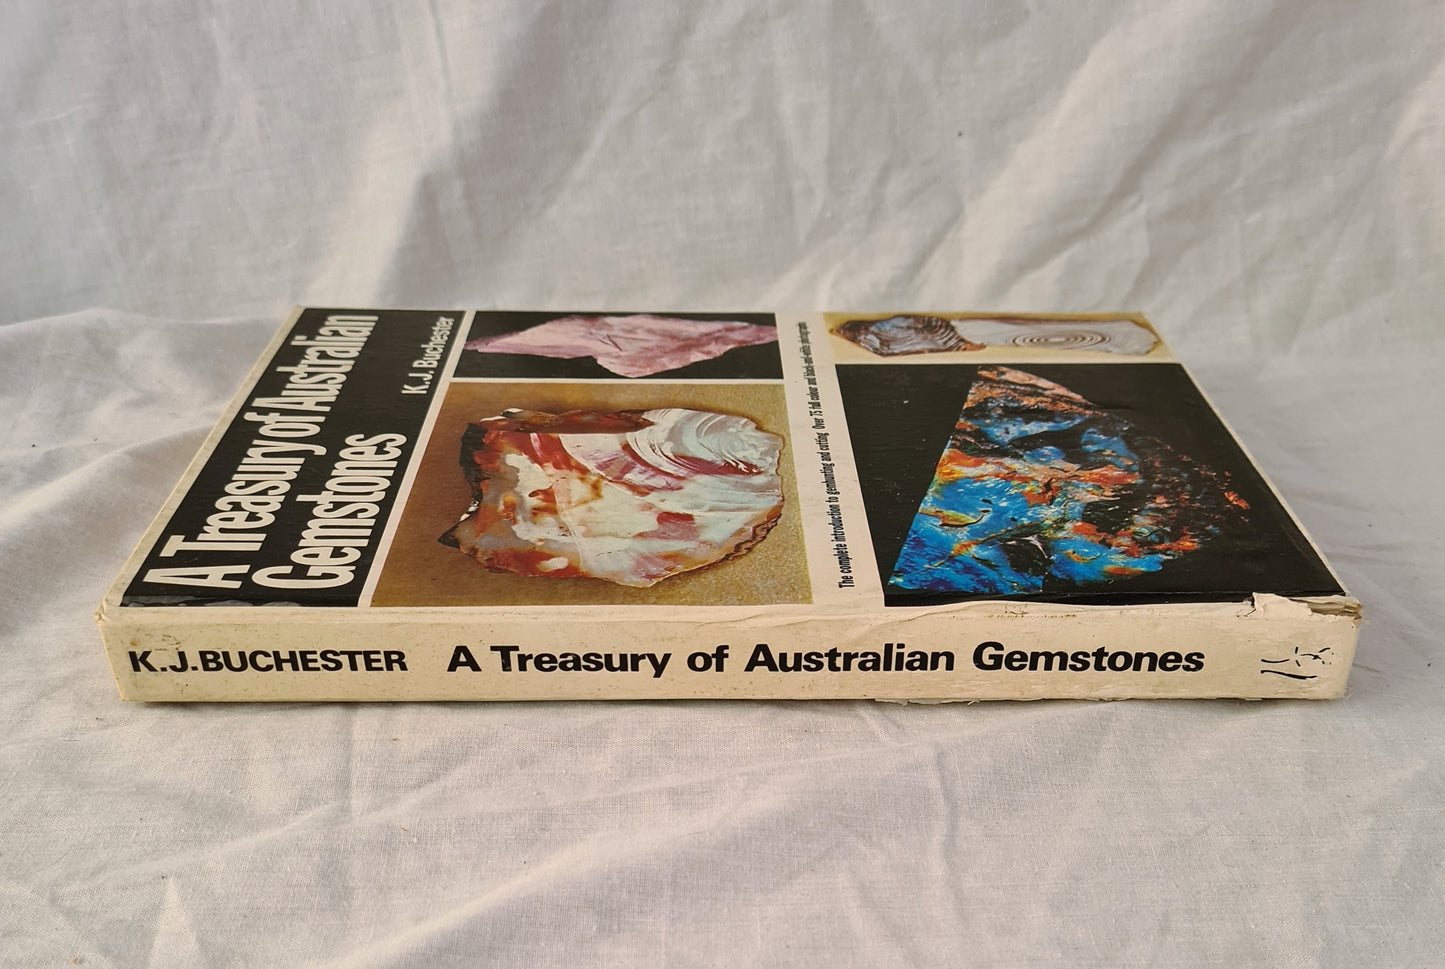 A Treasury of Australian
Gemstones
K.J. Buchester
The complete introduction to gemhunting and cutting Over 75 full colour and black-and-white photographs
K.J.BUCHESTER A Treasury of Australian Gemstones